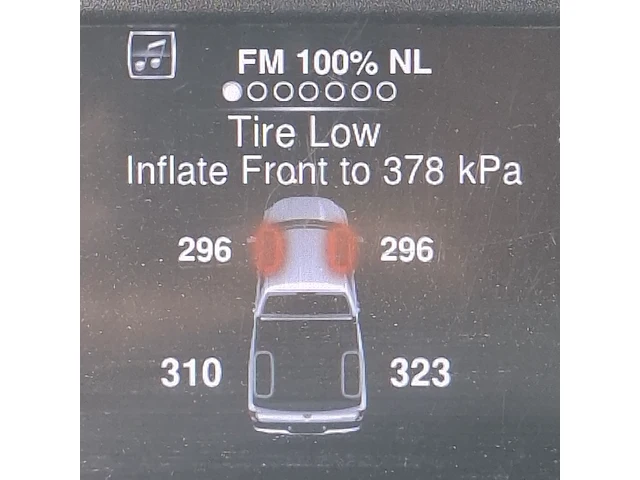 FM 100% NL
Tire Low
Inflate Front to 378 kPa
296 296
310 323